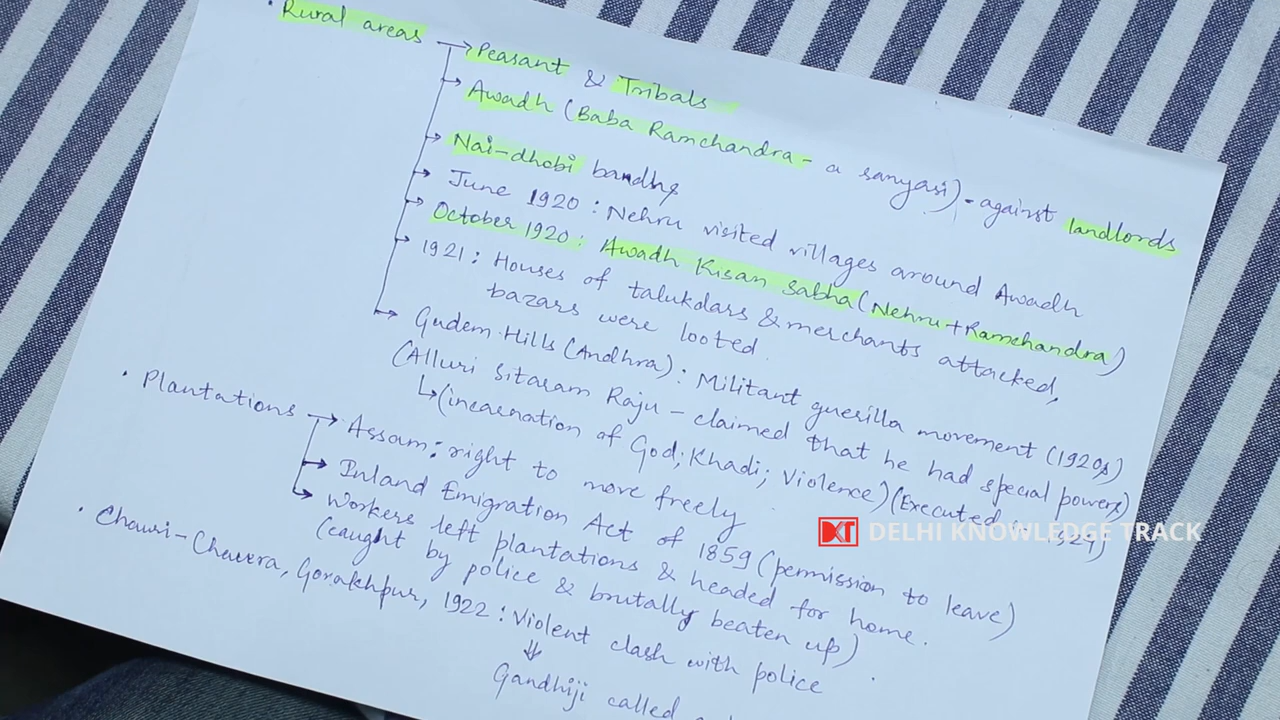 • Rural areas → Peasant & Tribals
→ Awadh (Baba Ramchandra - a sanyasi) - against landlords
→ Nai-dhobi bandhs
→ June 1920 : Nehru visited villages around Awadh
→ October 1920 : Awadh Kisan Sabha (Nehru + Ramchandra)
→ 1921 : Houses of talukdars & merchants attacked,
bazars were looted.
→ Gudem Hills (Andhra) : Militant guerilla movement (1920s)
(Alluri Sitaram Raju - claimed that he had special powers)
↳ (incarnation of God; Khadi; Violence) (Executed 1924)
• Plantations → Assam : right to move freely
→ Inland Emigration Act of 1859 (permission to leave)
→ Workers left plantations & headed for home.
(caught by police & brutally beaten up)
• Chauri-Chavera, Gorakhpur, 1922 : Violent clash with police
⇓
Gandhiji called
DKT DELHI KNOWLEDGE TRACK